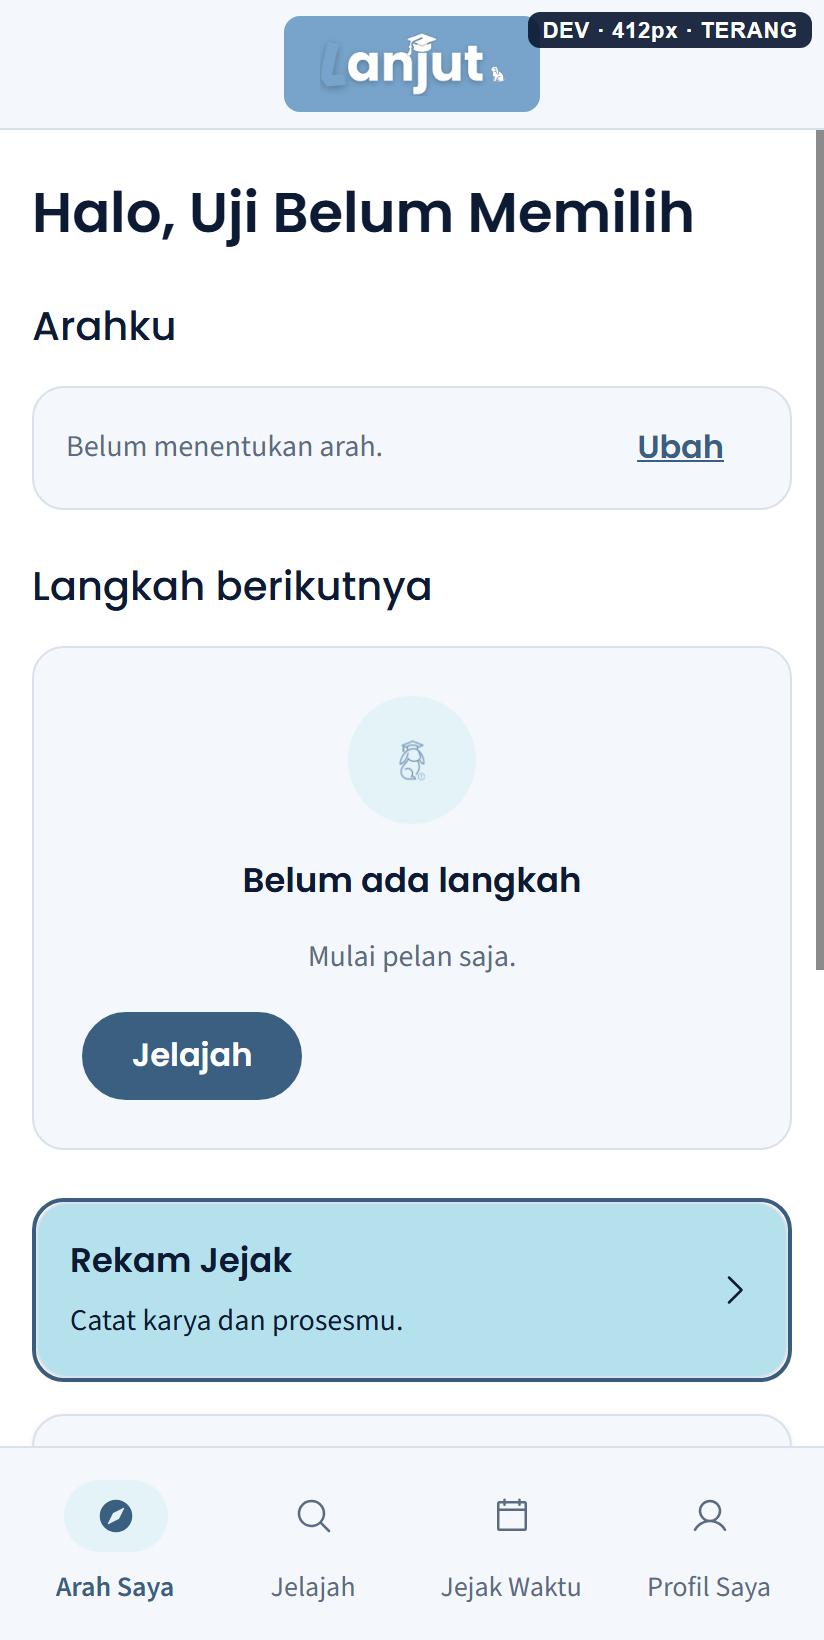 Lanjut
DEV · 412px · TERANG
Halo, Uji Belum Memilih
Arahku
Belum menentukan arah.
Ubah
Langkah berikutnya
Belum ada langkah
Mulai pelan saja.
Jelajah
Rekam Jejak
Catat karya dan prosesmu.
Arah Saya
Jelajah
Jejak Waktu
Profil Saya